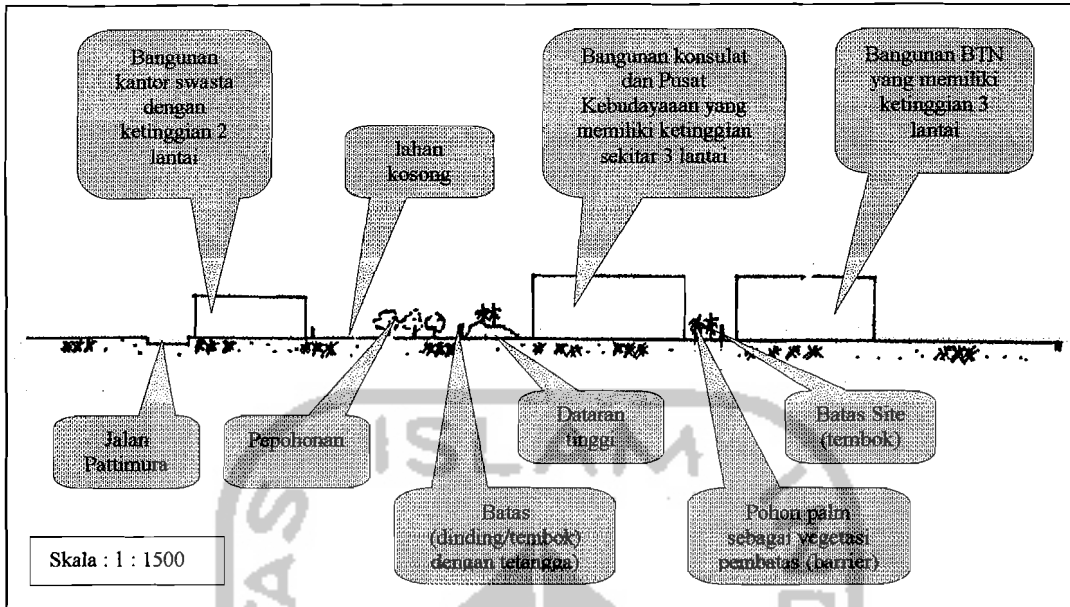 Bangunan
kantor swasta
dengan
ketinggian 2
lantai
lahan
kosong
Bangunan konsulat
dan Pusat
Kebudayaaan yang
memiliki ketinggian
sekitar 3 lantai
Bangunan BTN
yang memiliki
ketinggian 3
lantai
Jalan
Pattimura
Pepohonan
Dataran
tinggi
Batas Site
(tembok)
Batas
(dinding/tembok)
dengan tetangga)
Pohon palm
sebagai vegetasi
pembatas (barrier)
Skala : 1 : 1500
ISLAM
TAS